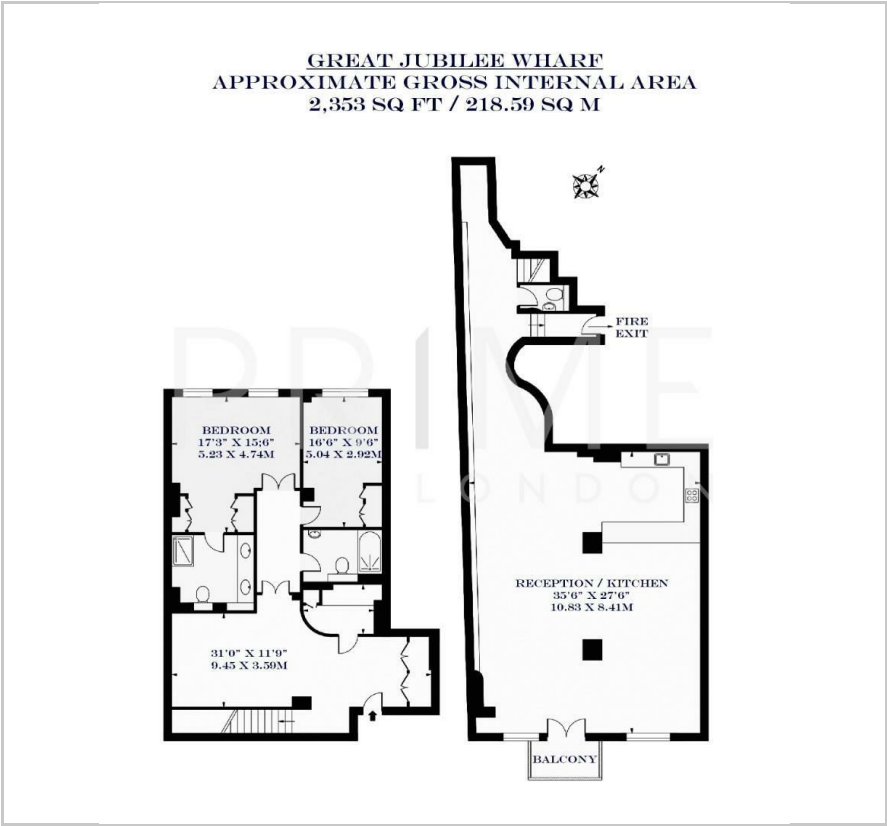 GREAT JUBILEE WHARF
APPROXIMATE GROSS INTERNAL AREA
2,353 SQ FT / 218.59 SQ M
N
FIRE
EXIT
PRIME
LONDON
BEDROOM
17'3" X 15;6"
5.23 X 4.74M
BEDROOM
16'6" X 9'6"
5.04 X 2.92M
RECEPTION / KITCHEN
35'6" X 27'6"
10.83 X 8.41M
31'0" X 11'9"
9.45 X 3.59M
BALCONY